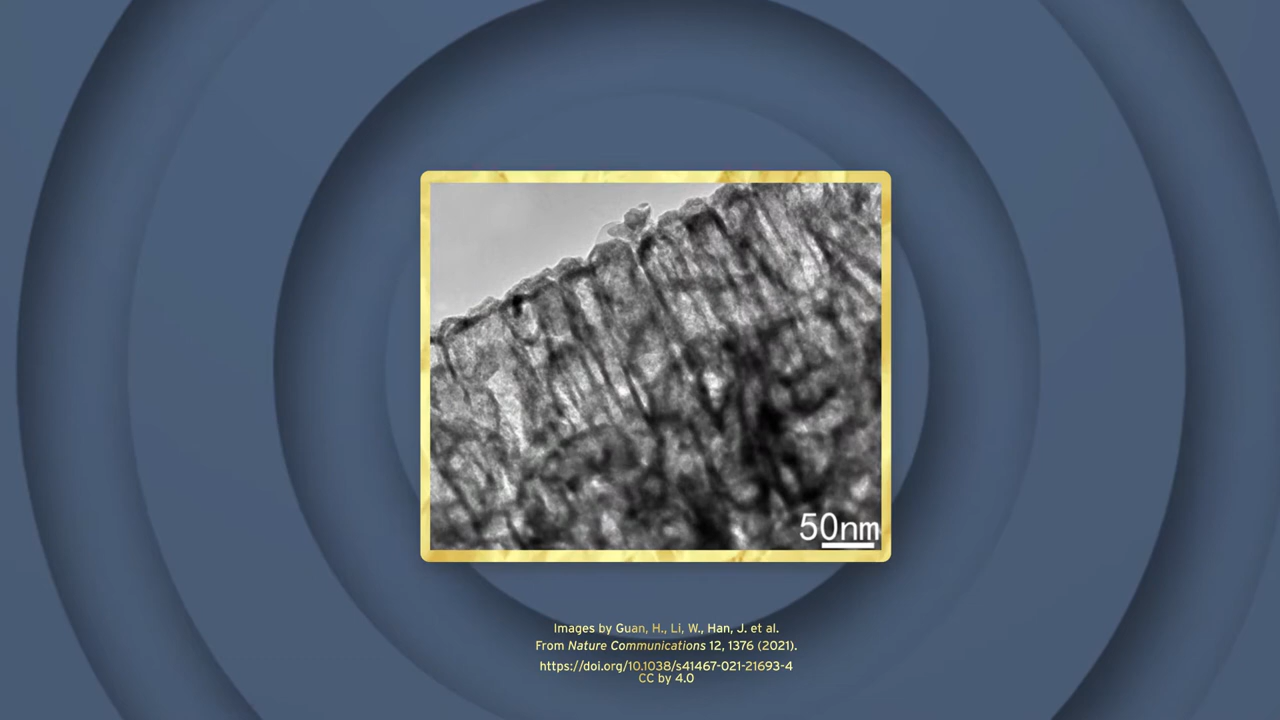 50nm
Images by Guan, H., Li, W., Han, J. et al.
From Nature Communications 12, 1376 (2021).
https://doi.org/10.1038/s41467-021-21693-4
CC by 4.0